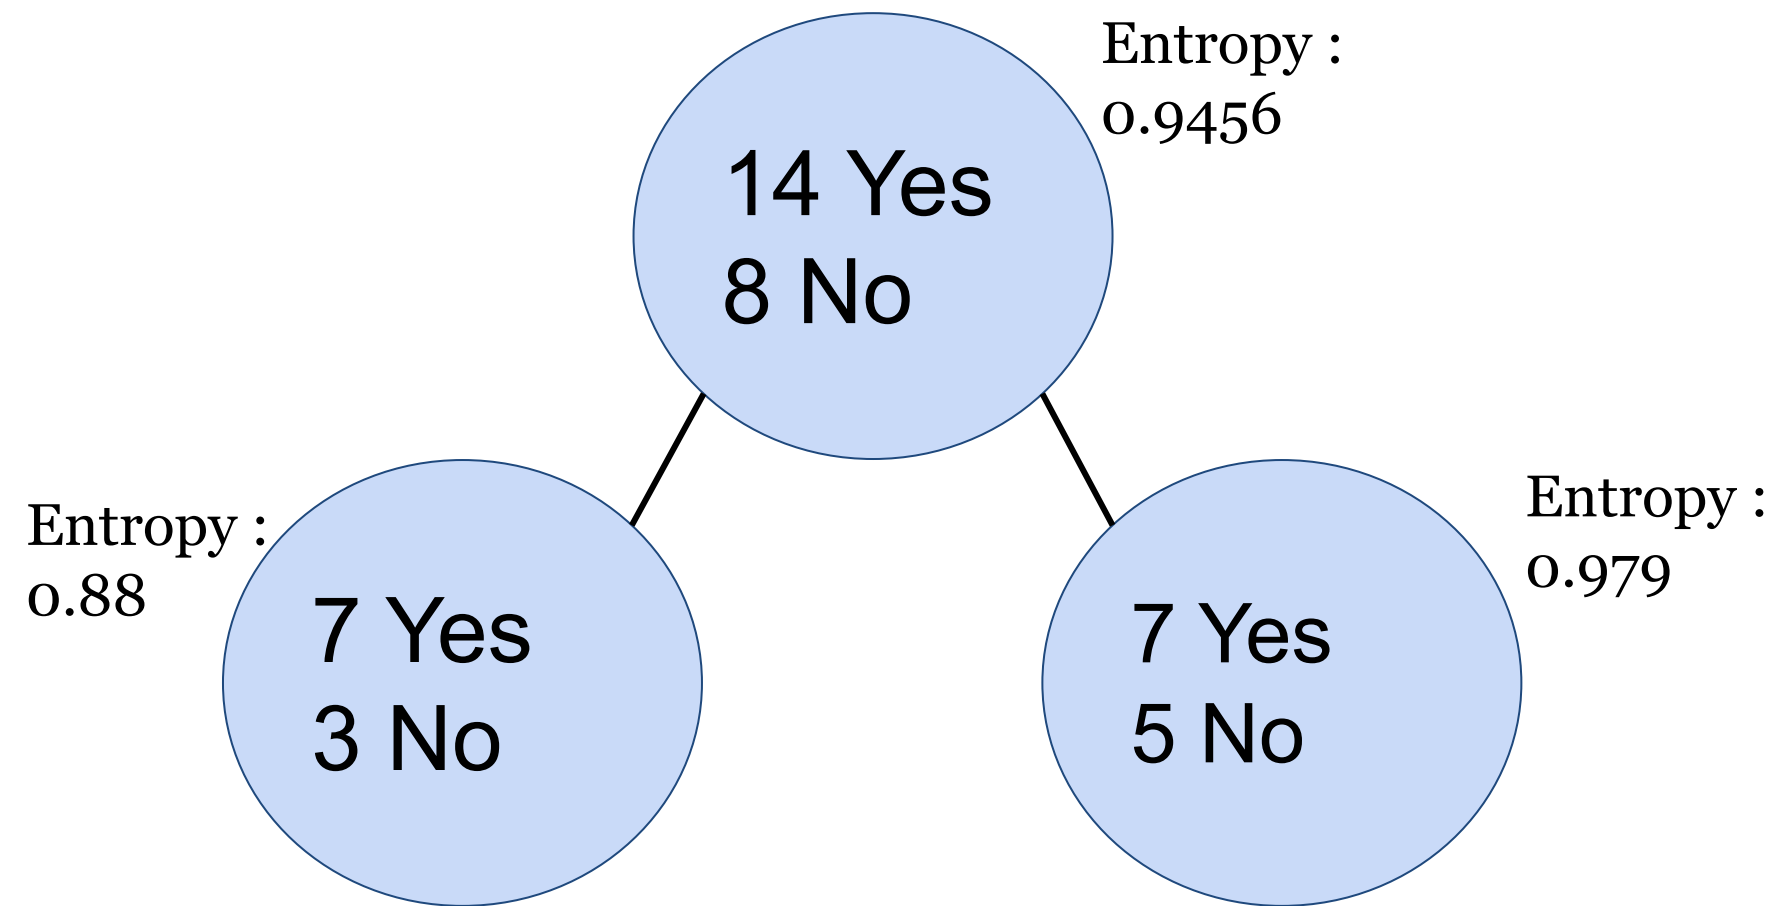 Entropy :
0.9456
14 Yes
8 No
Entropy :
0.88
7 Yes
3 No
Entropy :
0.979
7 Yes
5 No